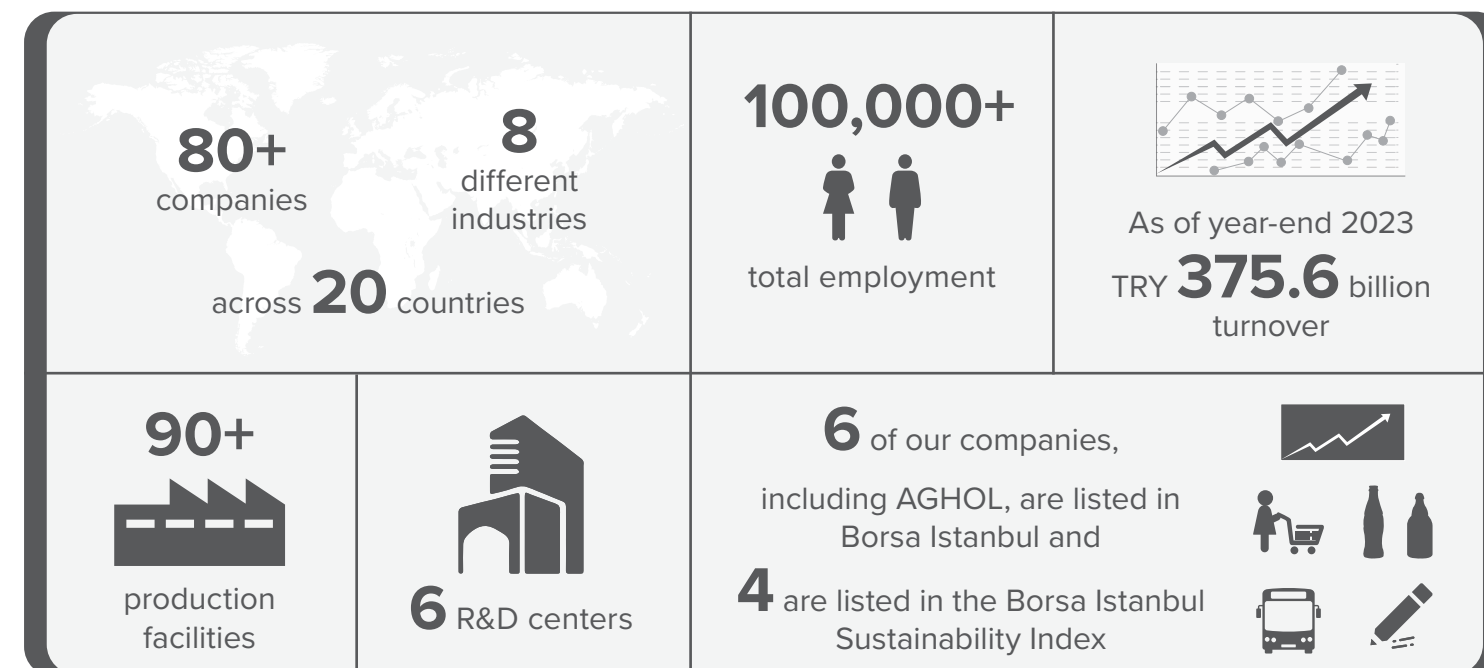 80+
companies
8
different
industries
across 20 countries
100,000+
total employment
As of year-end 2023
TRY 375.6 billion
turnover
90+
production
facilities
6 R&D centers
6 of our companies,
including AGHOL, are listed in
Borsa Istanbul and
4 are listed in the Borsa Istanbul
Sustainability Index